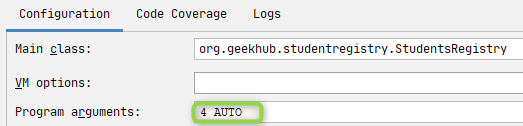 Configuration Code Coverage Logs
Main class: org.geekhub.studentregistry.StudentsRegistry
VM options:
Program arguments: 4 AUTO